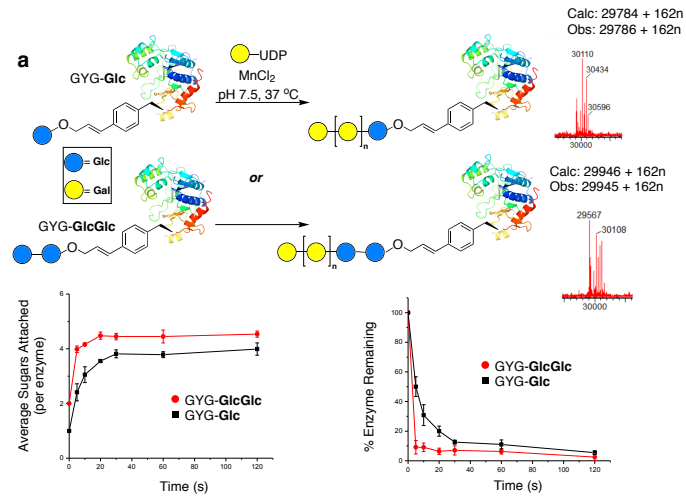 Calc: 29784 + 162n
Obs: 29786 + 162n
a
GYG-Glc
UDP
MnCl2
pH 7.5, 37 ºC
O
n
O
30110
30434
30596
30000
= Glc
= Gal
or
GYG-GlcGlc
O
n
O
Calc: 29946 + 162n
Obs: 29945 + 162n
29567
30108
30000
Average Sugars Attached
(per enzyme)
6
4
2
0
GYG-GlcGlc
GYG-Glc
0 20 40 60 80 100 120
Time (s)
% Enzyme Remaining
100
80
60
40
20
0
GYG-GlcGlc
GYG-Glc
0 20 40 60 80 100 120
Time (s)